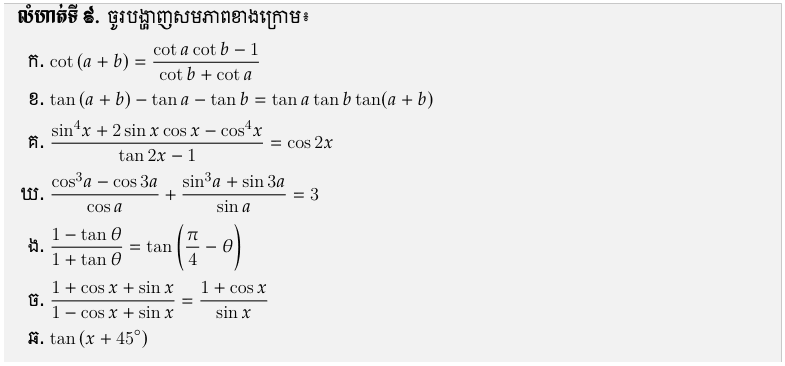 លំហាត់ទី ៩. ចូរបង្ហាញសមភាពខាងក្រោម៖
ក. cot (a + b) = (cot a cot b − 1)/(cot b + cot a)
ខ. tan (a + b) − tan a − tan b = tan a tan b tan(a + b)
គ. (sin⁴x + 2 sin x cos x − cos⁴x)/(tan 2x − 1) = cos 2x
ឃ. (cos³a − cos 3a)/(cos a) + (sin³a + sin 3a)/(sin a) = 3
ង. (1 − tan θ)/(1 + tan θ) = tan (π/4 − θ)
ច. (1 + cos x + sin x)/(1 − cos x + sin x) = (1 + cos x)/(sin x)
ឆ. tan (x + 45°)